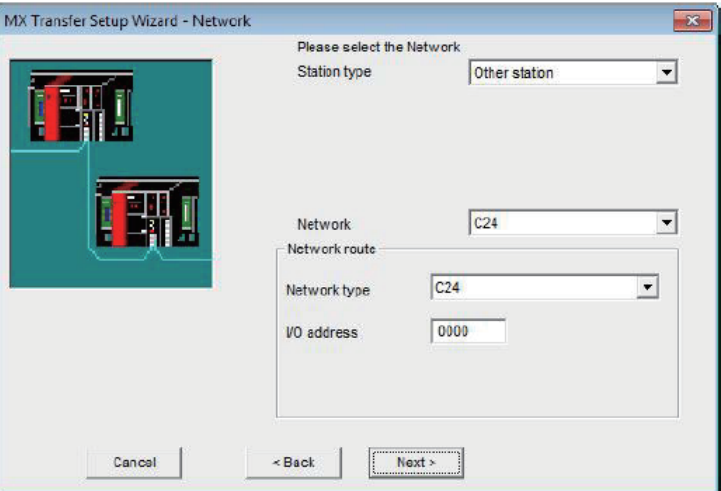 MX Transfer Setup Wizard - Network
Please select the Network
Station type Other station
Network C24
Network route
Network type C24
I/O address 0000
Cancel < Back Next >